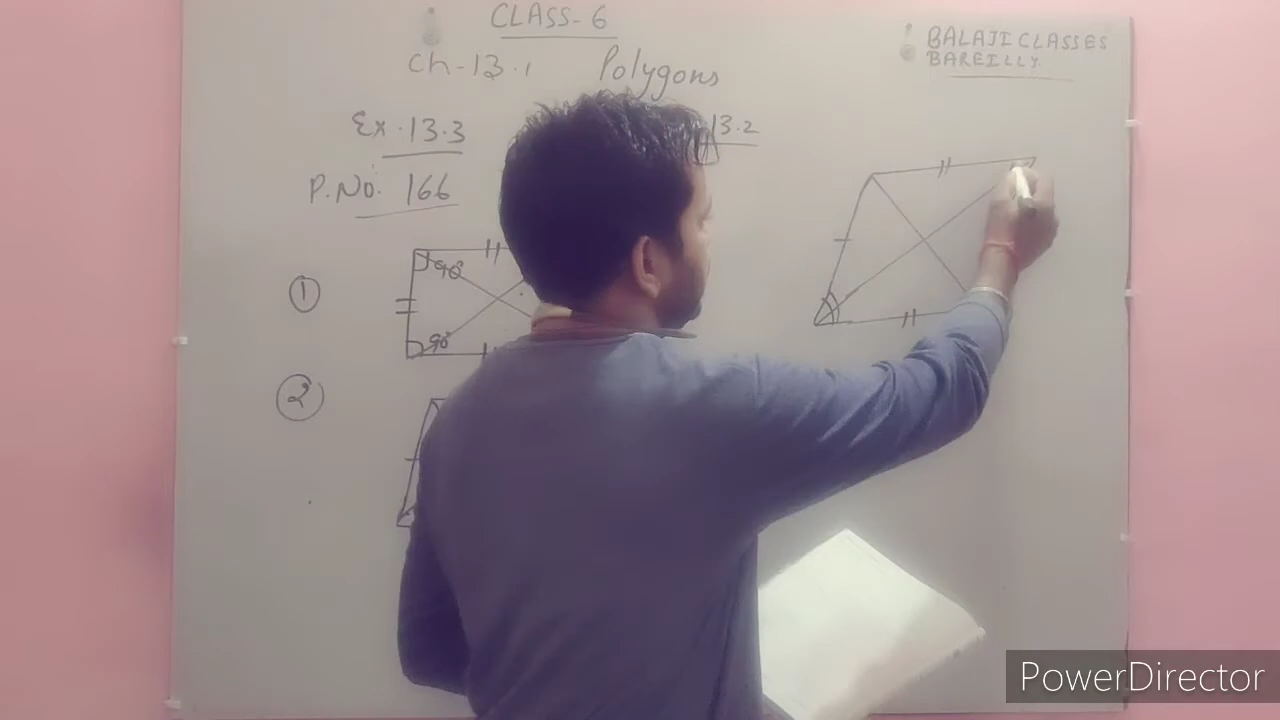 CLASS-6
Ch-13.1 Polygons
BALAJI CLASSES
BAREILLY.
Ex.13.3
13.2
P.No. 166
①
90°
90°
②
PowerDirector